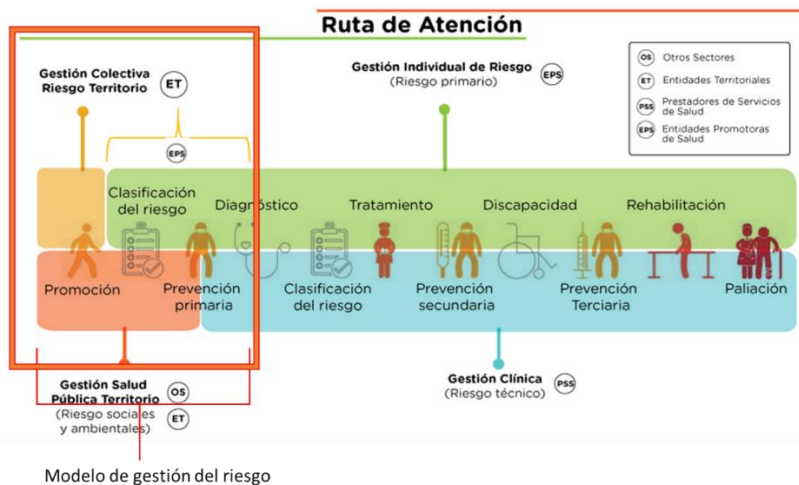 Ruta de Atención
Gestión Colectiva
Riesgo Territorio
ET
Gestión Individual de Riesgo
(Riesgo primario)
EPS
OS Otros Sectores
ET Entidades Territoriales
PSS Prestadores de Servicios
de Salud
EPS Entidades Promotoras
de Salud
EPS
Clasificación
del riesgo
Diagnóstico
Tratamiento
Discapacidad
Rehabilitación
Promoción
Prevención
primaria
Clasificación
del riesgo
Prevención
secundaria
Prevención
Terciaria
Paliación
Gestión Salud
Pública Territorio
(Riesgo sociales
y ambientales)
OS
ET
Gestión Clínica
(Riesgo técnico)
PSS
Modelo de gestión del riesgo